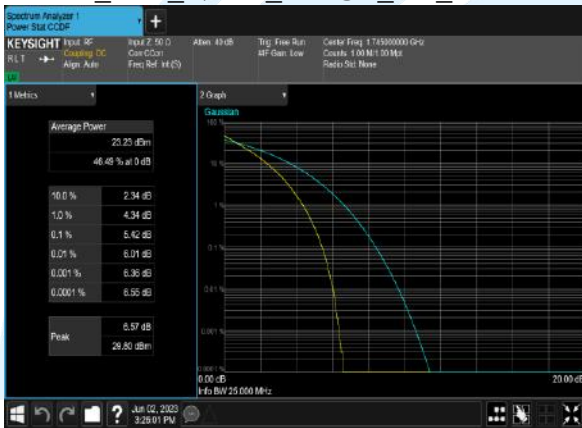 Spectrum Analyzer 1
Power Stat CCDF
+
KEYSIGHT
RLT
Input: RF
Coupling: DC
Align: Auto
Input Z: 50 Ω
Corr CCorr
Freq Ref: Int (S)
Atten: 40 dB
Trig: Free Run
#IF Gain: Low
Center Freq: 1.745000000 GHz
Counts: 1.00 M/1.00 Mpt
Radio Std: None
1 Metrics
Average Power
23.23 dBm
46.49 % at 0 dB
10.0 % 2.34 dB
1.0 % 4.34 dB
0.1 % 5.42 dB
0.01 % 6.01 dB
0.001 % 6.36 dB
0.0001 % 6.55 dB
Peak
6.57 dB
29.80 dBm
2 Graph
Gaussian
100 %
10 %
1 %
0.1 %
0.01 %
0.001 %
0.0001 %
0.00 dB
20.00 dB
Info BW 25.000 MHz
?
Jun 02, 2023
3:25:01 PM